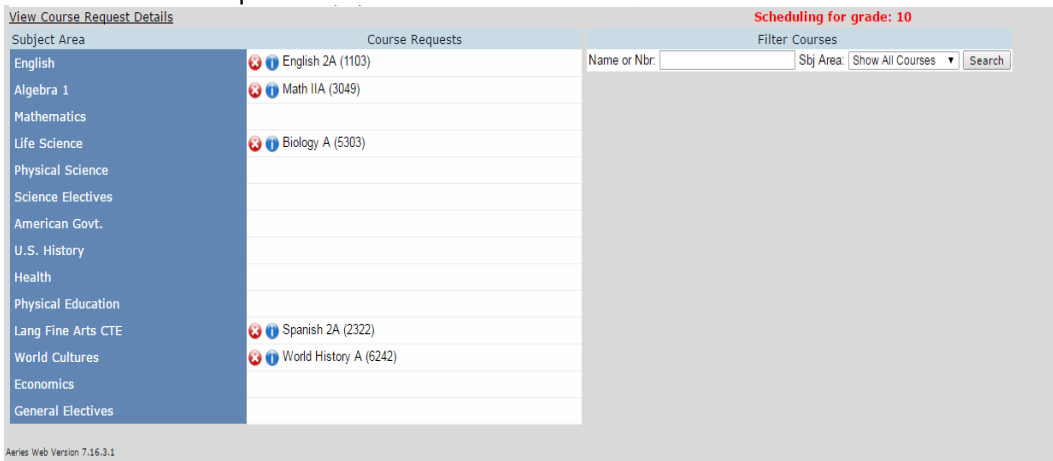 View Course Request Details
Scheduling for grade: 10
Subject Area Course Requests Filter Courses
English English 2A (1103) Name or Nbr: Sbj Area: Show All Courses Search
Algebra 1 Math IIA (3049)
Mathematics
Life Science Biology A (5303)
Physical Science
Science Electives
American Govt.
U.S. History
Health
Physical Education
Lang Fine Arts CTE Spanish 2A (2322)
World Cultures World History A (6242)
Economics
General Electives
Aeries Web Version 7.16.3.1